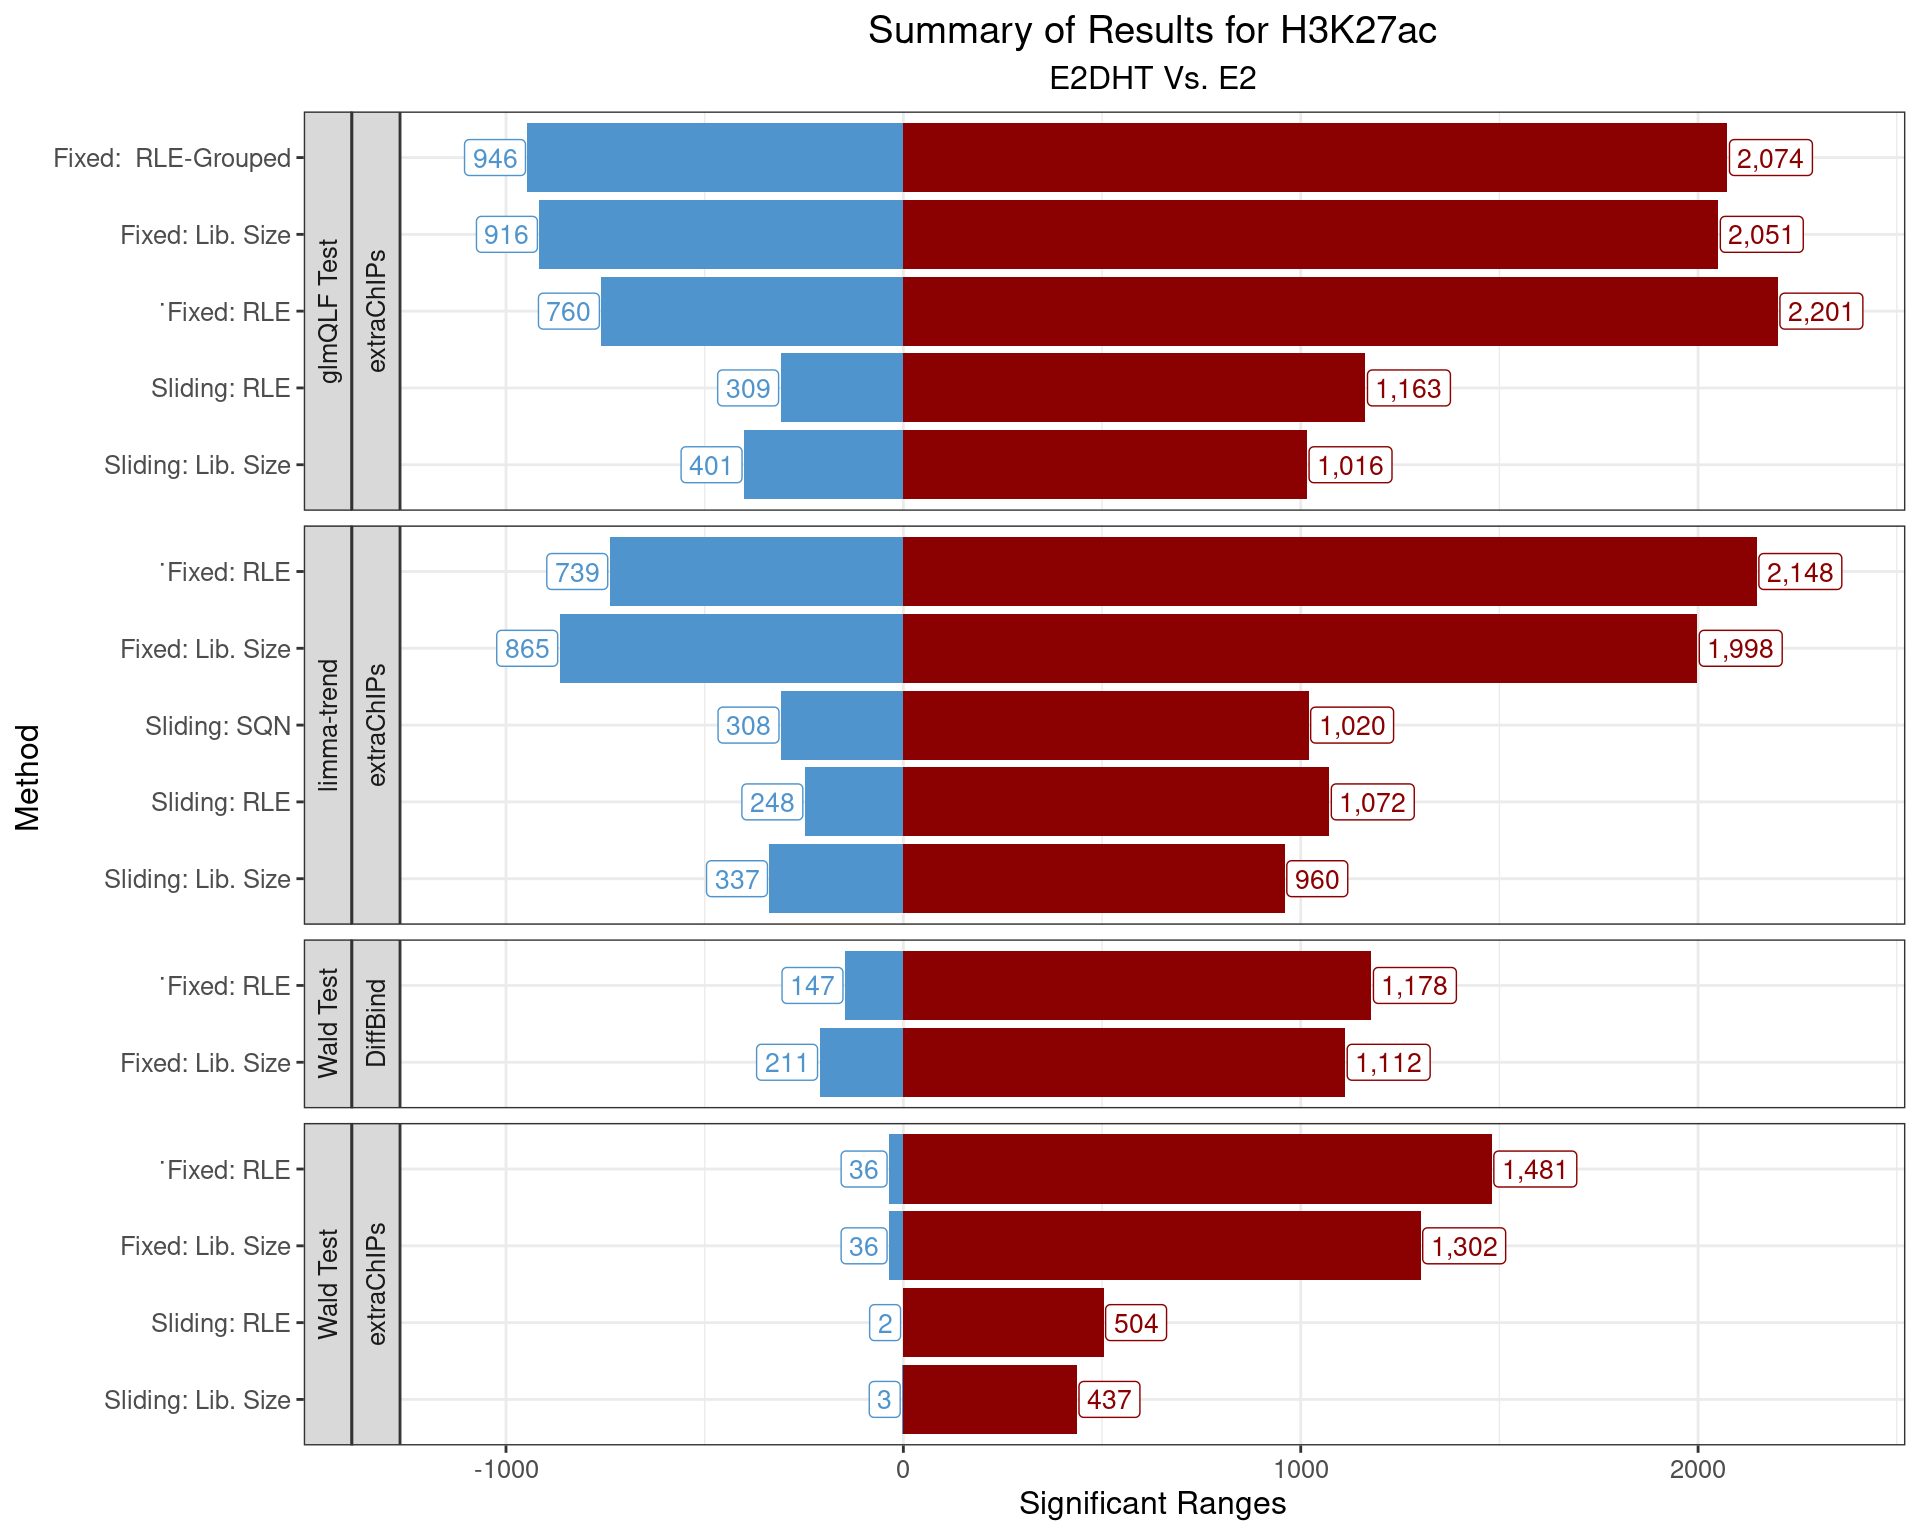 Summary of Results for H3K27ac
E2DHT Vs. E2
Method
glmQLF Test
extraChIPs
Fixed:  RLE-Grouped 946 2,074
Fixed: Lib. Size 916 2,051
˙Fixed: RLE 760 2,201
Sliding: RLE 309 1,163
Sliding: Lib. Size 401 1,016
limma-trend
extraChIPs
˙Fixed: RLE 739 2,148
Fixed: Lib. Size 865 1,998
Sliding: SQN 308 1,020
Sliding: RLE 248 1,072
Sliding: Lib. Size 337 960
Wald Test
DiffBind
˙Fixed: RLE 147 1,178
Fixed: Lib. Size 211 1,112
Wald Test
extraChIPs
˙Fixed: RLE 36 1,481
Fixed: Lib. Size 36 1,302
Sliding: RLE 2 504
Sliding: Lib. Size 3 437
-1000 0 1000 2000
Significant Ranges